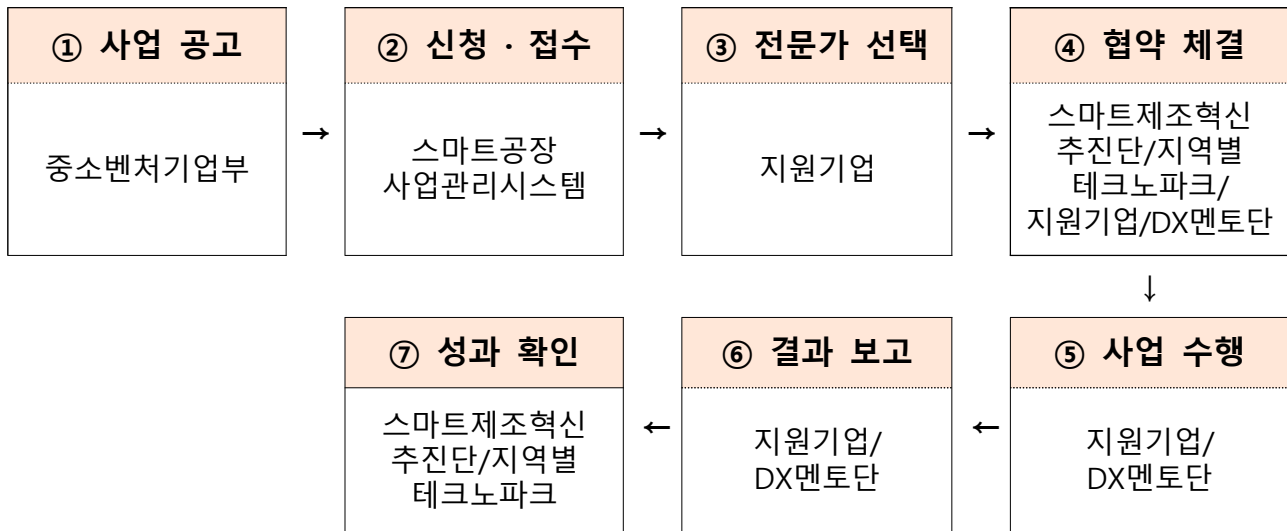 ① 사업 공고
중소벤처기업부
→
② 신청 · 접수
스마트공장
사업관리시스템
→
③ 전문가 선택
지원기업
→
④ 협약 체결
스마트제조혁신
추진단/지역별
테크노파크/
지원기업/DX멘토단
↓
⑤ 사업 수행
지원기업/
DX멘토단
←
⑥ 결과 보고
지원기업/
DX멘토단
←
⑦ 성과 확인
스마트제조혁신
추진단/지역별
테크노파크